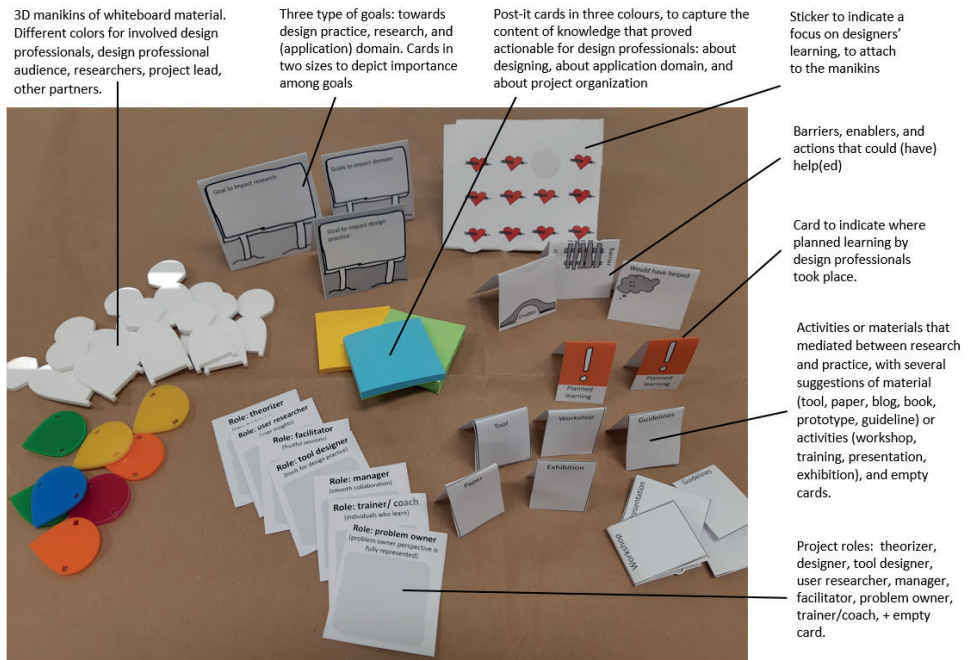 3D manikins of whiteboard material.
Different colors for involved design
professionals, design professional
audience, researchers, project lead,
other partners.
Three type of goals: towards
design practice, research, and
(application) domain. Cards in
two sizes to depict importance
among goals
Post-it cards in three colours, to capture the
content of knowledge that proved
actionable for design professionals: about
designing, about application domain, and
about project organization
Sticker to indicate a
focus on designers'
learning, to attach
to the manikins
Barriers, enablers, and
actions that could (have)
help(ed)
Card to indicate where
planned learning by
design professionals
took place.
Activities or materials that
mediated between research
and practice, with several
suggestions of material
(tool, paper, blog, book,
prototype, guideline) or
activities (workshop,
training, presentation,
exhibition), and empty
cards.
Project roles: theorizer,
designer, tool designer,
user researcher, manager,
facilitator, problem owner,
trainer/coach, + empty
card.
Goal to impact research:
Goal to impact domain:
Goal to impact design
practice:
Barrier
Enabler
Would have helped
Planned
learning
Planned
learning
Tool
Workshop
Guidelines
Paper
Exhibition
Presentation
Guidelines
Workshop
Role: theorizer
Role: user researcher
Role: facilitator
(fruitful sessions)
Role: tool designer
(tools for design practice)
Role: manager
(smooth collaboration)
Role: trainer/ coach
(individuals who learn)
Role: problem owner
(problem owner perspective is
fully represented)